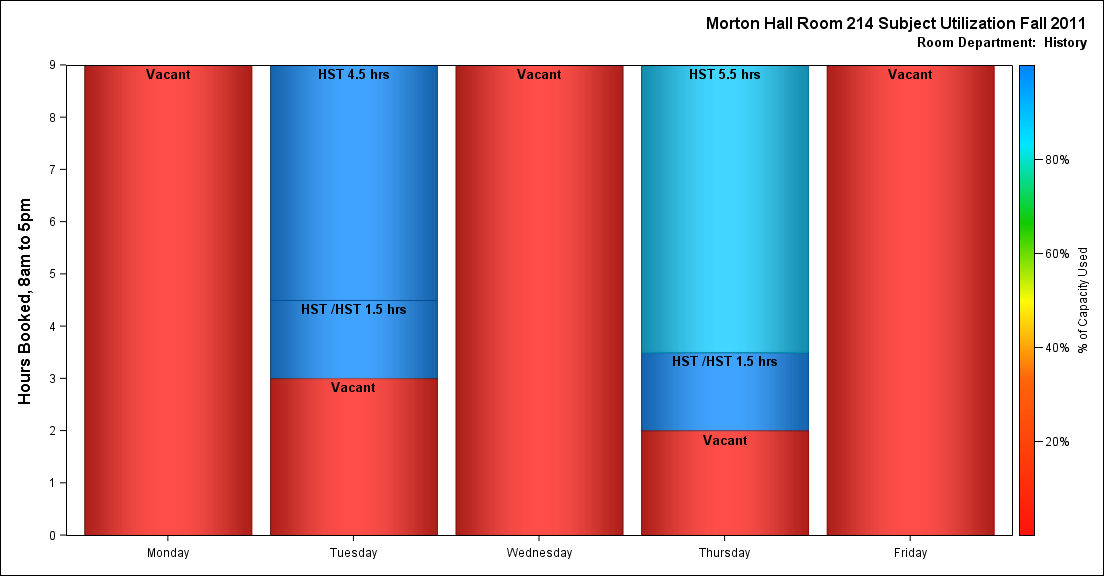 Morton Hall Room 214 Subject Utilization Fall 2011
Room Department:  History
Hours Booked, 8am to 5pm
9
8
7
6
5
4
3
2
1
0
Vacant
HST 4.5 hrs
HST /HST 1.5 hrs
Vacant
Vacant
HST 5.5 hrs
HST /HST 1.5 hrs
Vacant
Vacant
Monday
Tuesday
Wednesday
Thursday
Friday
80%
60%
40%
20%
% of Capacity Used